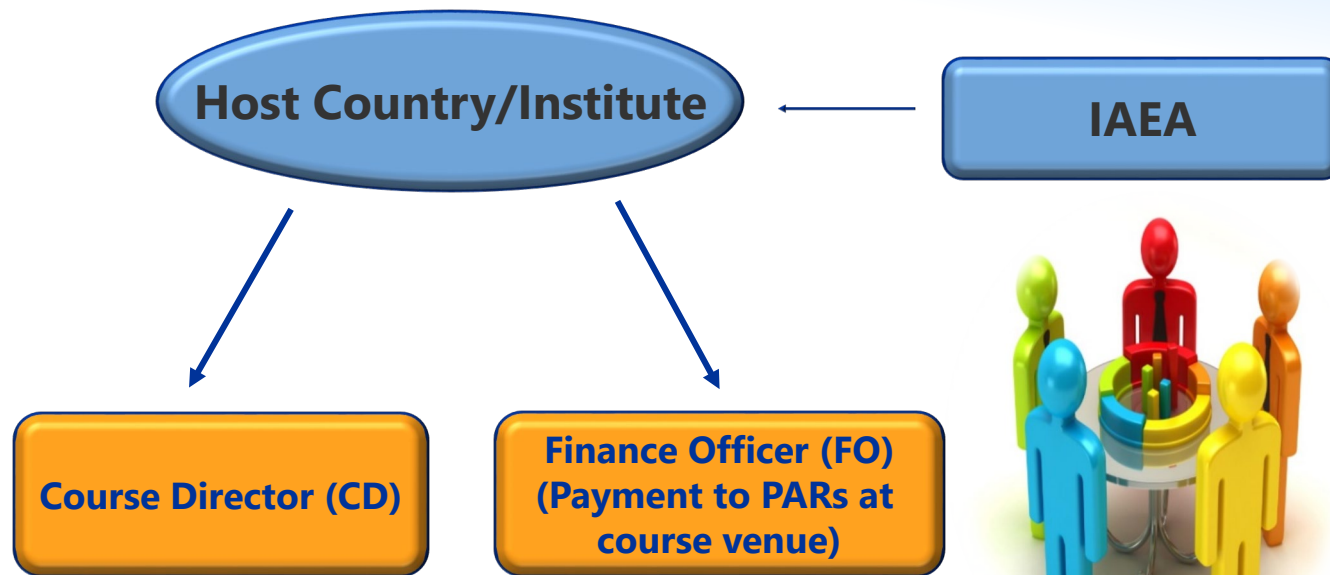 Host Country/Institute
IAEA
Course Director (CD)
Finance Officer (FO)
(Payment to PARs at
course venue)